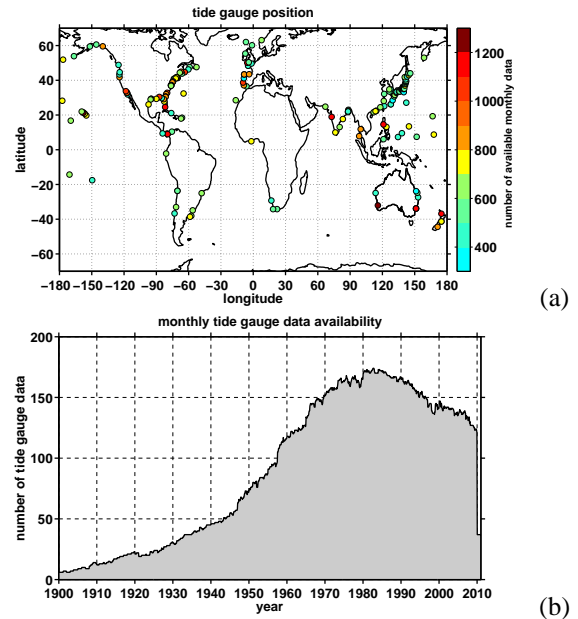 tide gauge position
60
40
20
0
−20
−40
−60
latitude
−180 −150 −120 −90 −60 −30 0 30 60 90 120 150 180
longitude
1200
1000
800
600
400
number of available monthly data
(a)
monthly tide gauge data availability
200
150
100
50
0
number of tide gauge data
1900 1910 1920 1930 1940 1950 1960 1970 1980 1990 2000 2010
year
(b)